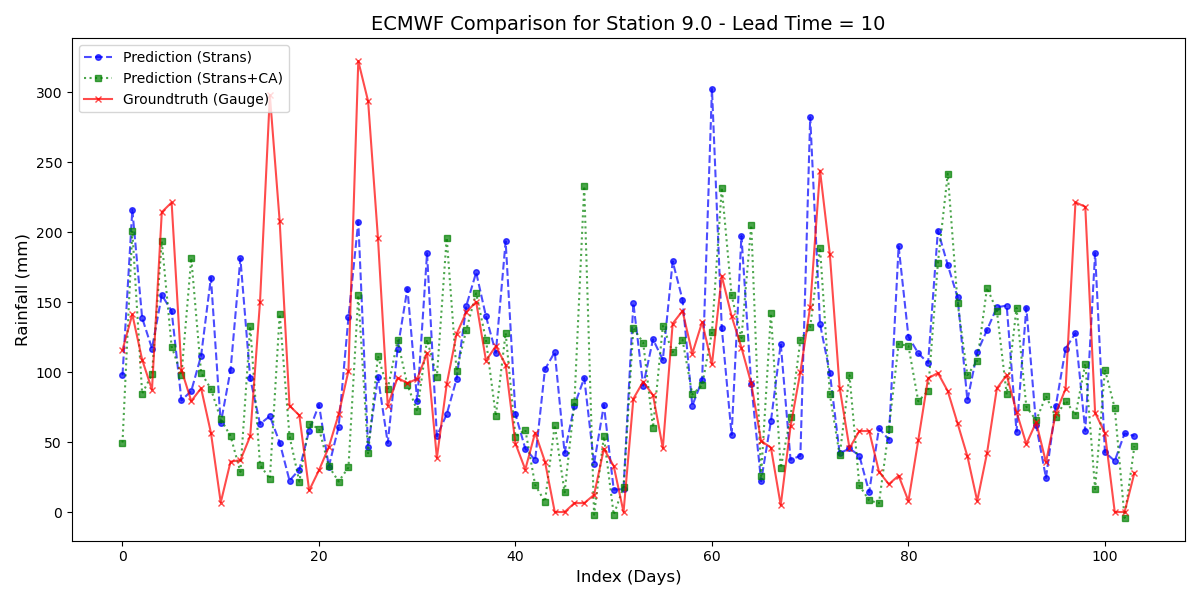 ECMWF Comparison for Station 9.0 - Lead Time = 10
Prediction (Strans)
Prediction (Strans+CA)
Groundtruth (Gauge)
Rainfall (mm)
300
250
200
150
100
50
0
0 20 40 60 80 100
Index (Days)